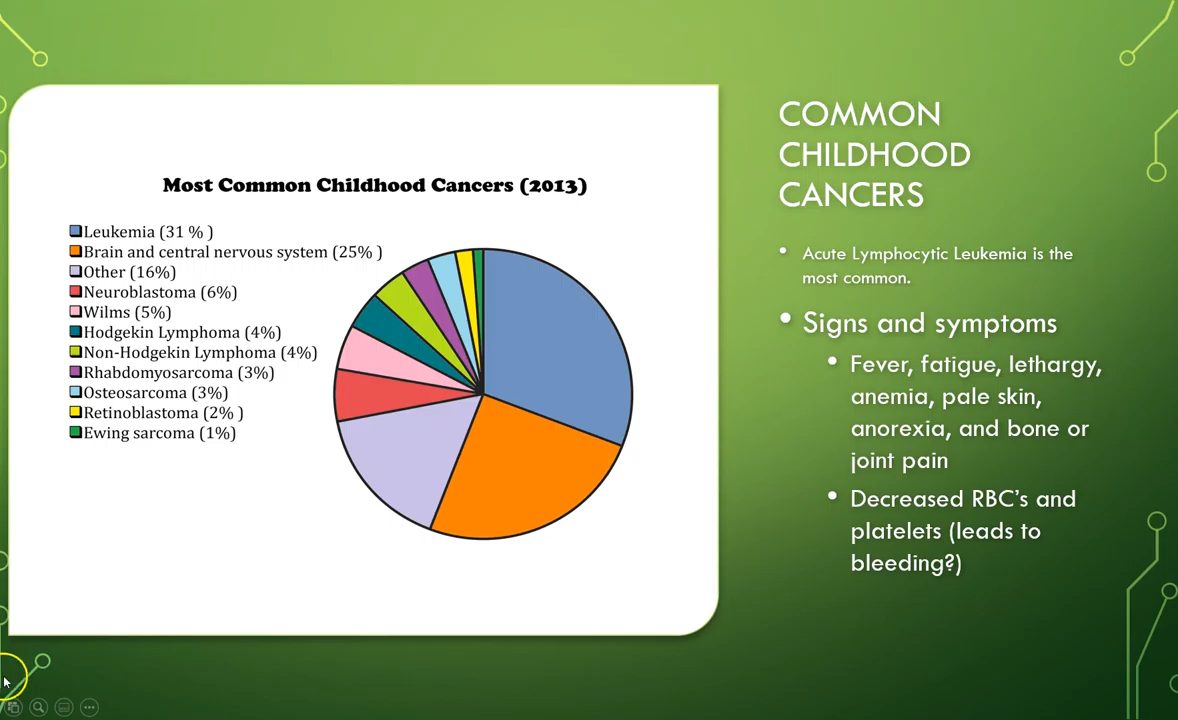 Most Common Childhood Cancers (2013)
Leukemia (31 % )
Brain and central nervous system (25% )
Other (16%)
Neuroblastoma (6%)
Wilms (5%)
Hodgekin Lymphoma (4%)
Non-Hodgekin Lymphoma (4%)
Rhabdomyosarcoma (3%)
Osteosarcoma (3%)
Retinoblastoma (2% )
Ewing sarcoma (1%)
COMMON
CHILDHOOD
CANCERS
• Acute Lymphocytic Leukemia is the
most common.
• Signs and symptoms
• Fever, fatigue, lethargy,
anemia, pale skin,
anorexia, and bone or
joint pain
• Decreased RBC’s and
platelets (leads to
bleeding?)